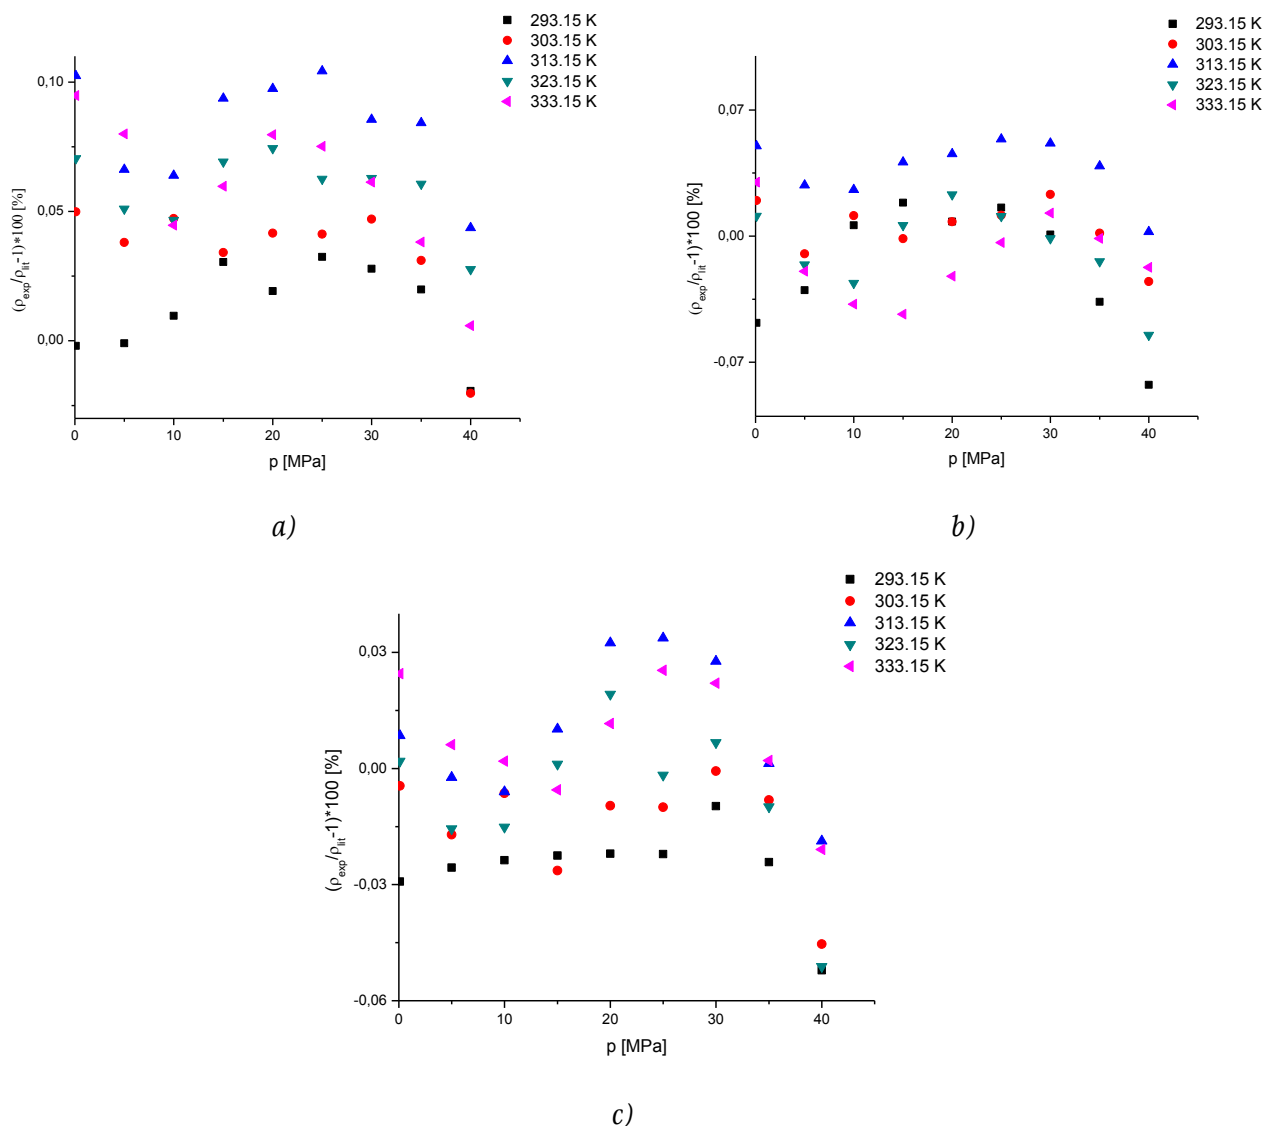 293.15 K
303.15 K
313.15 K
323.15 K
333.15 K
0,10
0,05
0,00
(ρexp/ρlit-1)*100 [%]
0 10 20 30 40
p [MPa]
a)
293.15 K
303.15 K
313.15 K
323.15 K
333.15 K
0,07
0,00
-0,07
(ρexp/ρlit-1)*100 [%]
0 10 20 30 40
p [MPa]
b)
293.15 K
303.15 K
313.15 K
323.15 K
333.15 K
0,03
0,00
-0,03
-0,06
(ρexp/ρlit-1)*100 [%]
0 10 20 30 40
p [MPa]
c)